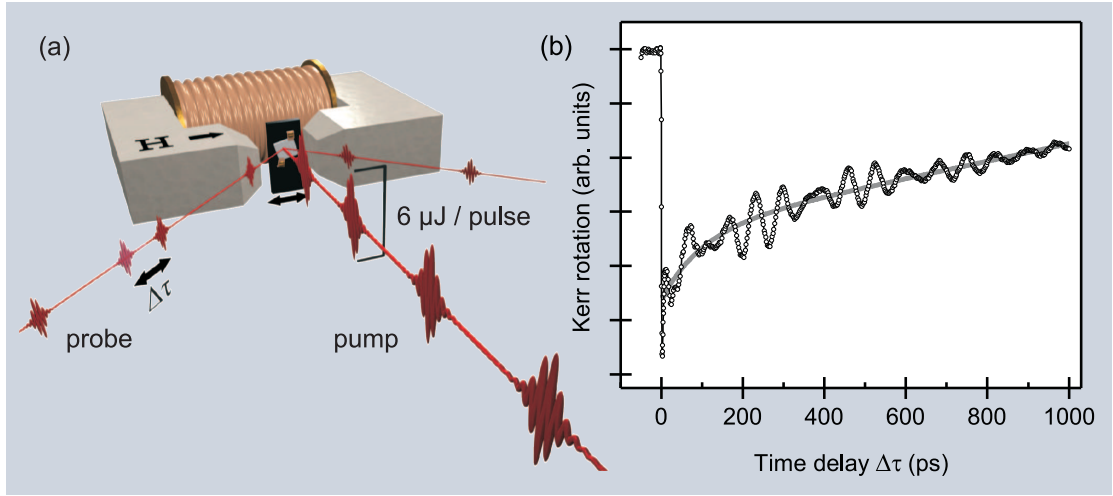 (a)
H
6 µJ / pulse
Δτ
probe
pump
(b)
Kerr rotation (arb. units)
0
200
400
600
800
1000
Time delay Δτ (ps)